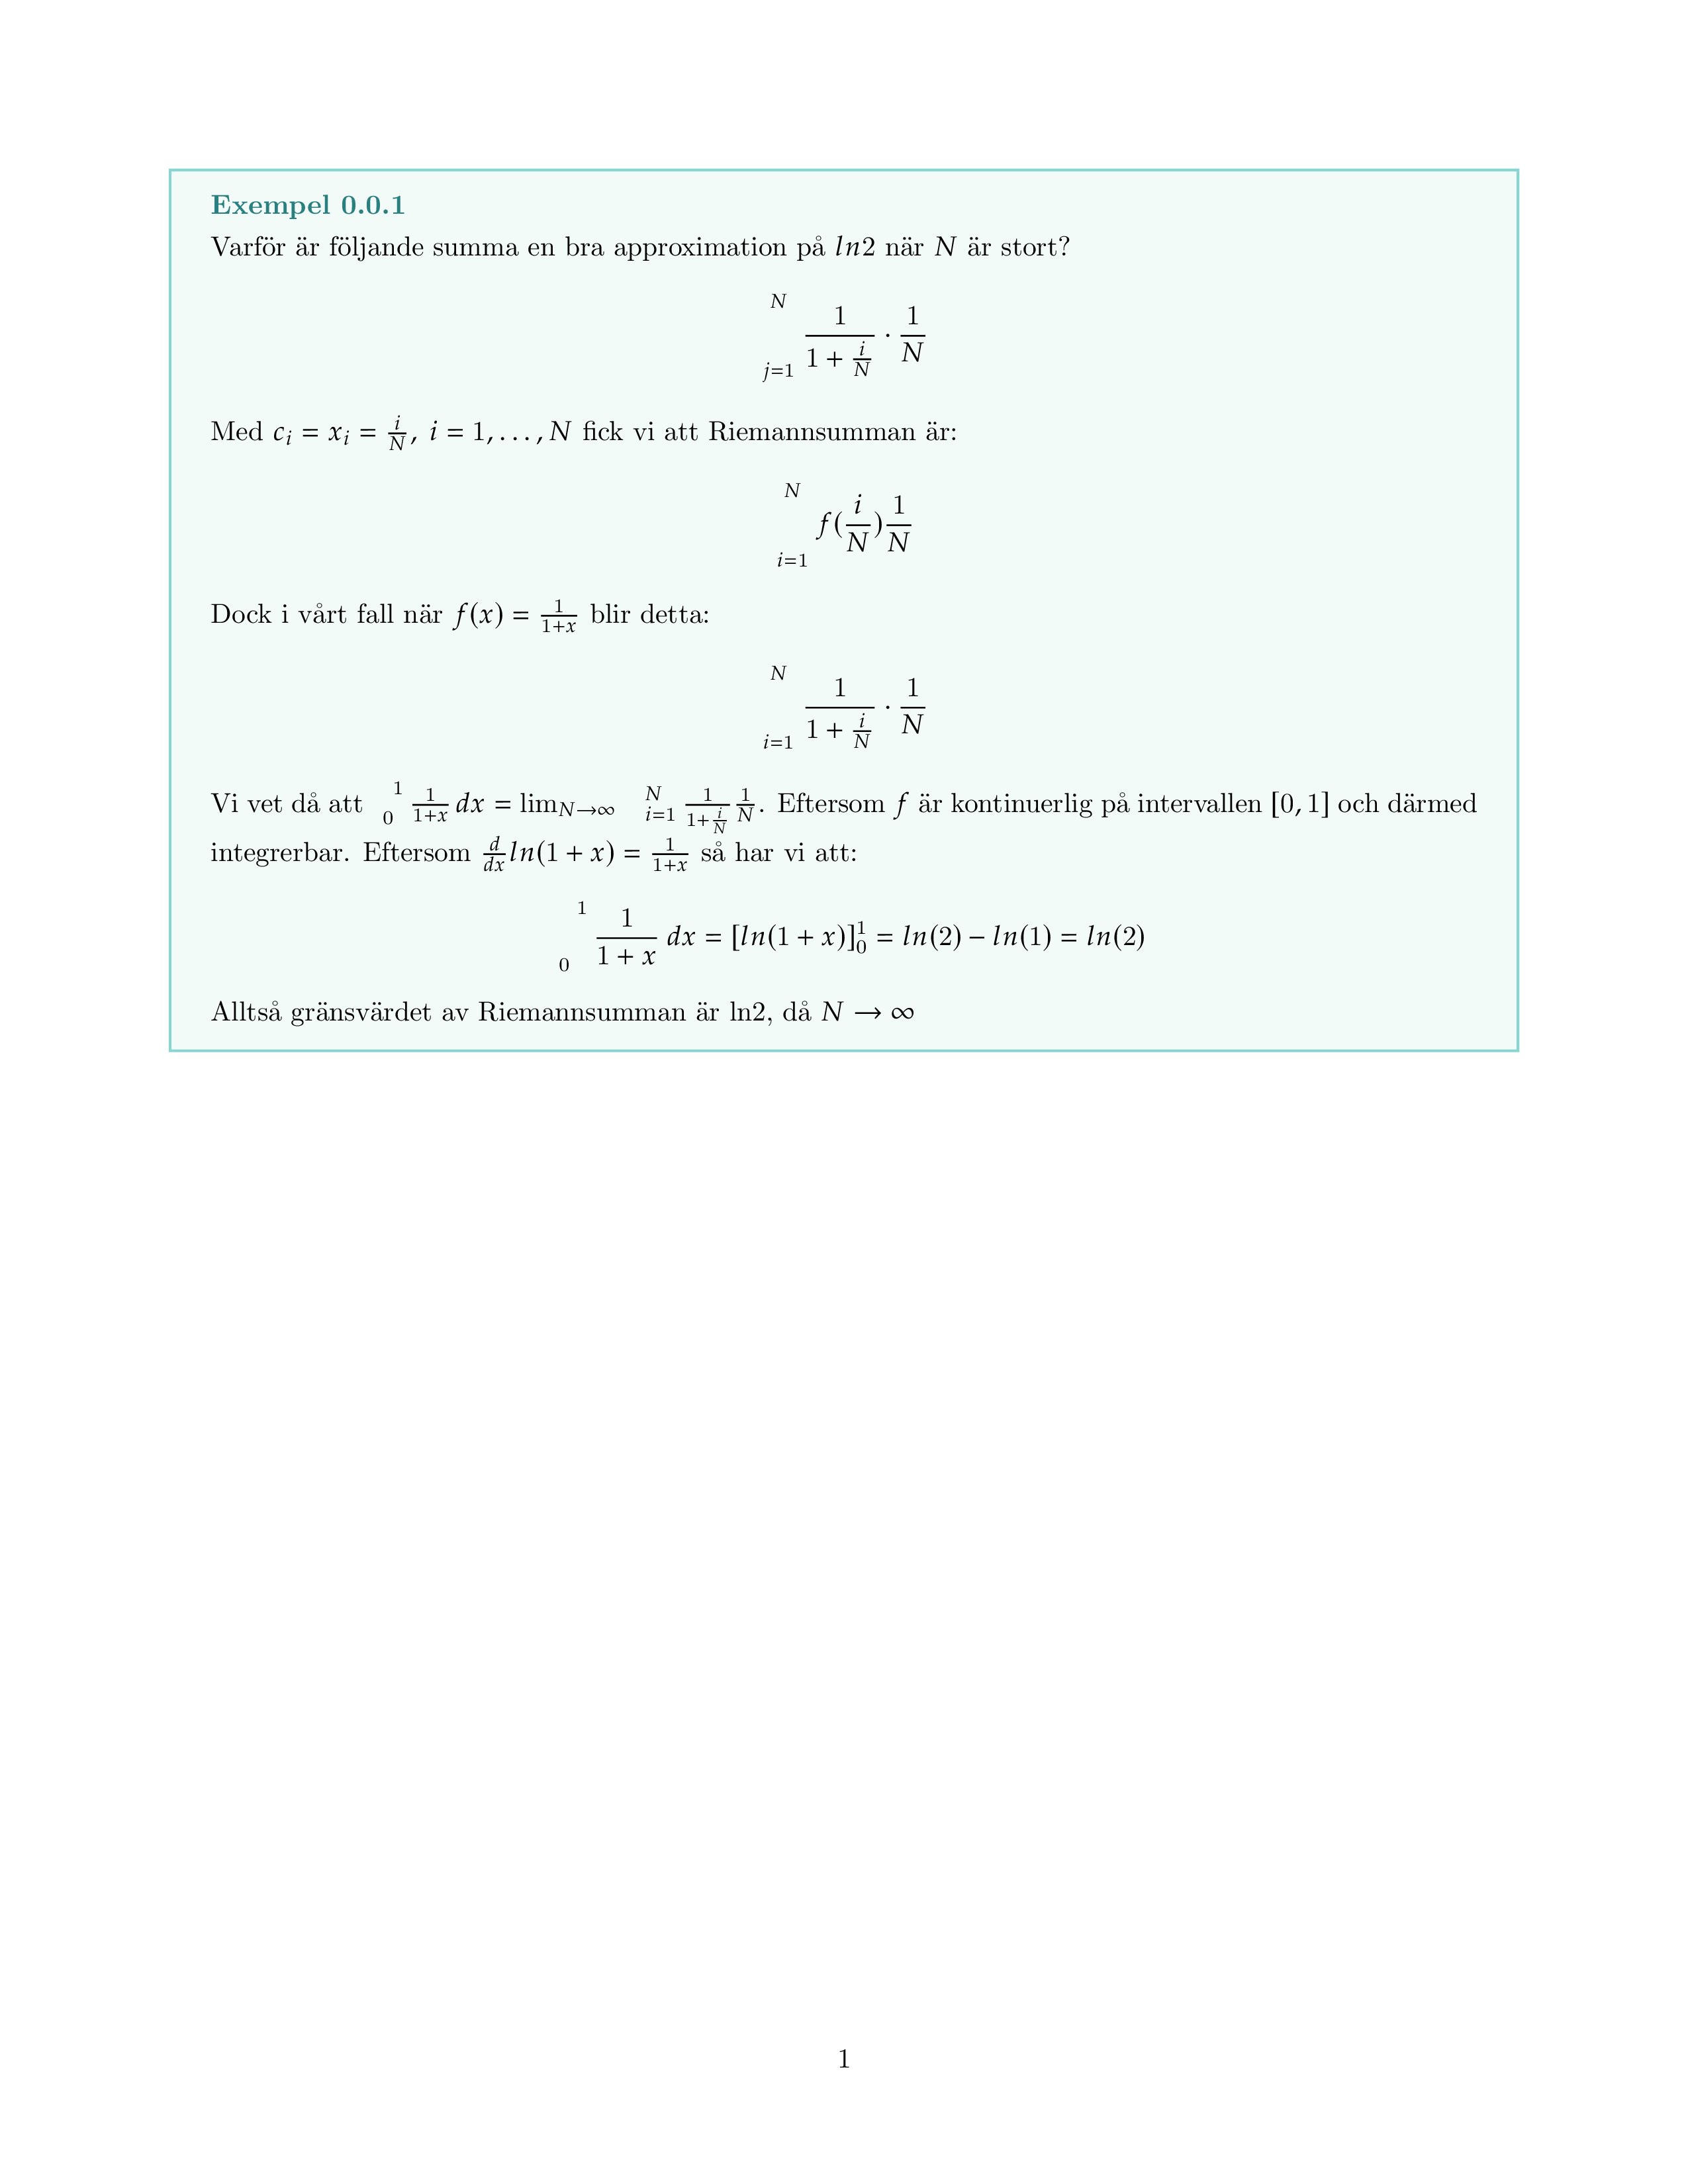 Exempel 0.0.1
Varför är följande summa en bra approximation på ln2 när N är stort?
$_{j=1}^{N} \frac{1}{1+\frac{i}{N}} \cdot \frac{1}{N}$
Med $c_i = x_i = \frac{i}{N},\ i = 1, \ldots, N$ fick vi att Riemannsumman är:
$_{i=1}^{N} f(\frac{i}{N})\frac{1}{N}$
Dock i vårt fall när $f(x) = \frac{1}{1+x}$ blir detta:
$_{i=1}^{N} \frac{1}{1+\frac{i}{N}} \cdot \frac{1}{N}$
Vi vet då att $_{0}^{1} \frac{1}{1+x} dx = \lim_{N \to \infty} {}_{i=1}^{N} \frac{1}{1+\frac{i}{N}} \frac{1}{N}$. Eftersom $f$ är kontinuerlig på intervallen $[0, 1]$ och därmed
integrerbar. Eftersom $\frac{d}{dx} ln(1 + x) = \frac{1}{1+x}$ så har vi att:
$_{0}^{1} \frac{1}{1+x} dx = [ln(1 + x)]_0^1 = ln(2) - ln(1) = ln(2)$
Alltså gränsvärdet av Riemannsumman är ln2, då $N \to \infty$
1